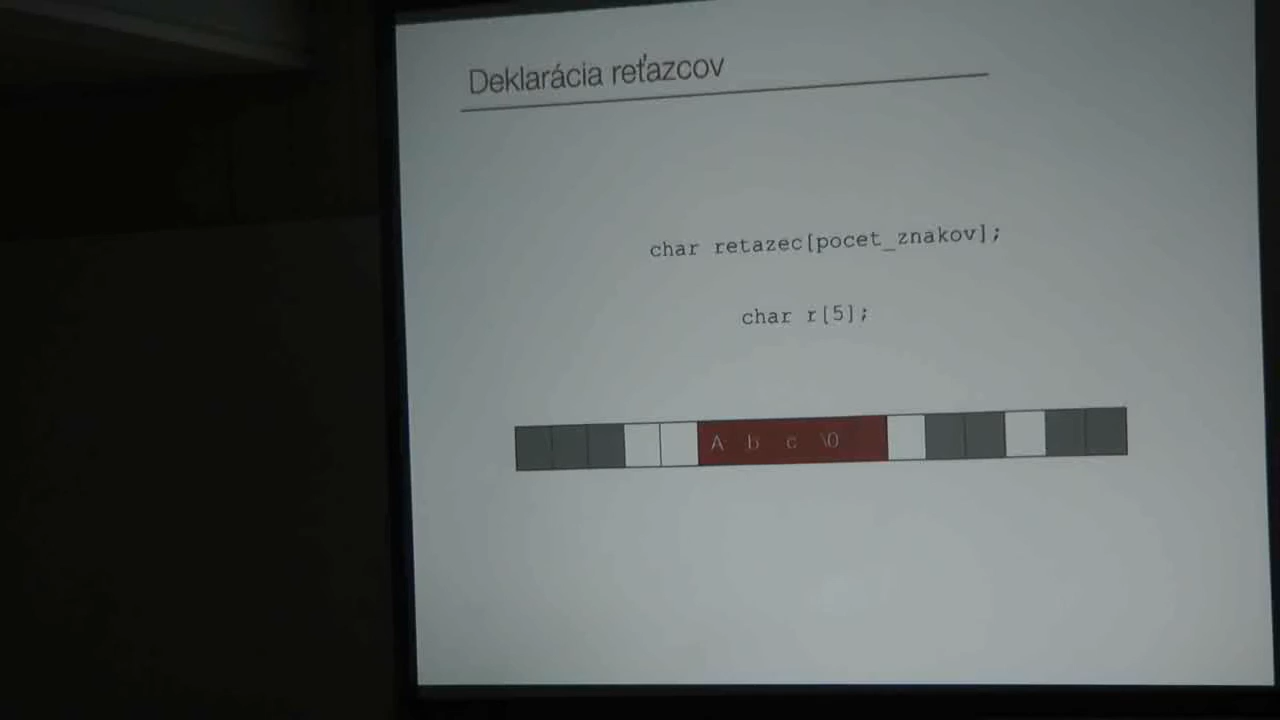 Deklarácia reťazcov
char retazec[pocet_znakov];
char r[5];
A b c \0